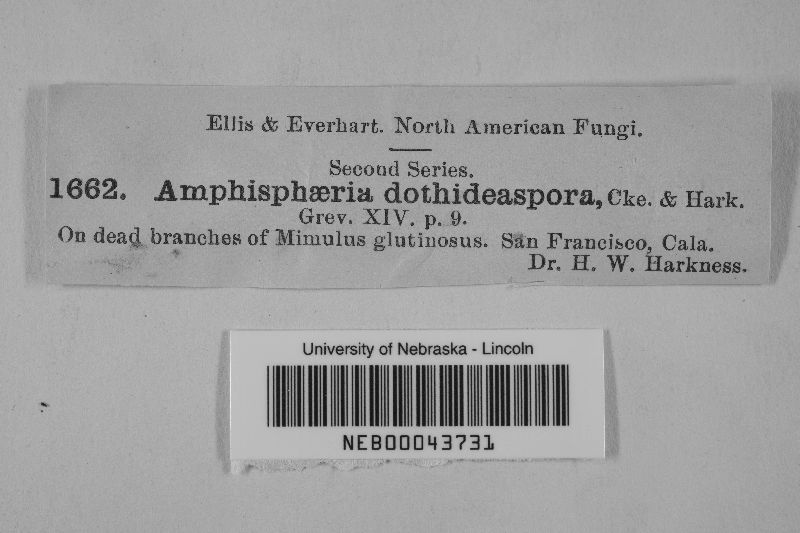 Ellis & Everhart. North American Fungi.
Second Series.
1662. Amphisphæria dothideaspora, Cke. & Hark.
Grev. XIV. p. 9.
On dead branches of Mimulus glutinosus. San Francisco, Cala.
Dr. H. W. Harkness.
University of Nebraska - Lincoln
NEB00043731